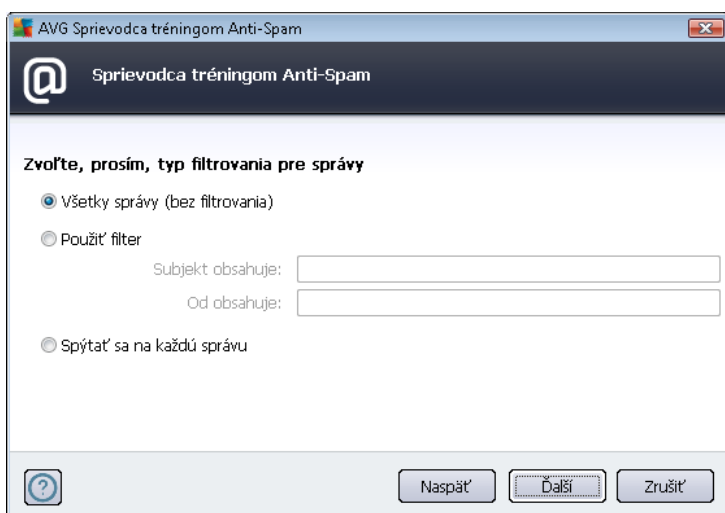 AVG Sprievodca tréningom Anti-Spam
Sprievodca tréningom Anti-Spam
Zvoľte, prosím, typ filtrovania pre správy
Všetky správy (bez filtrovania)
Použiť filter
Subjekt obsahuje:
Od obsahuje:
Spýtať sa na každú správu
Naspäť Ďalší Zrušiť